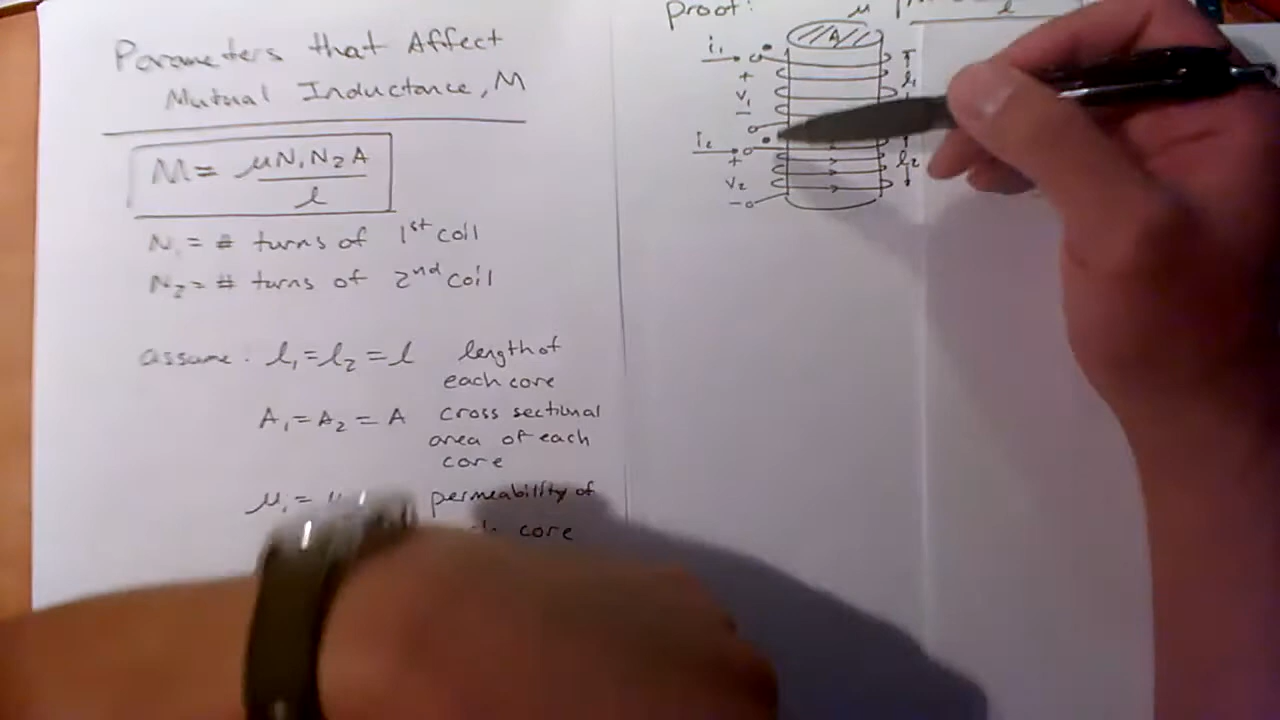 Parameters that Affect
Mutual Inductance, M
M = μN₁N₂A
l
N₁ = # turns of 1st coil
N₂ = # turns of 2nd coil
assume. l₁ = l₂ = l length of
each core
A₁ = A₂ = A cross sectional
area of each
core
μ₁ = permeability of
core
Proof:
μ
l
A
i₁
+
V₁
-
l₁
i₂
+
V₂
-
l₂